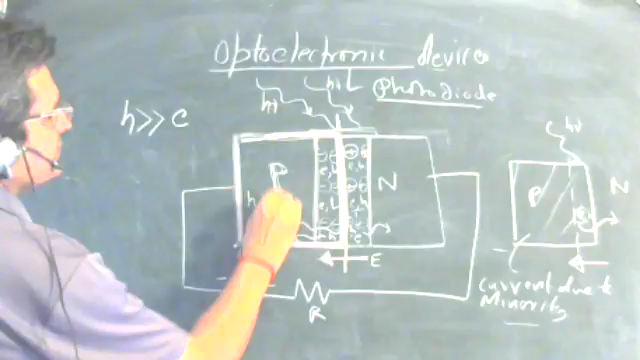 Optoelectronic device
Photodiode
hν
hν
h>>e
P
N
h
E
R
hν
P
N
Current due to
Minority